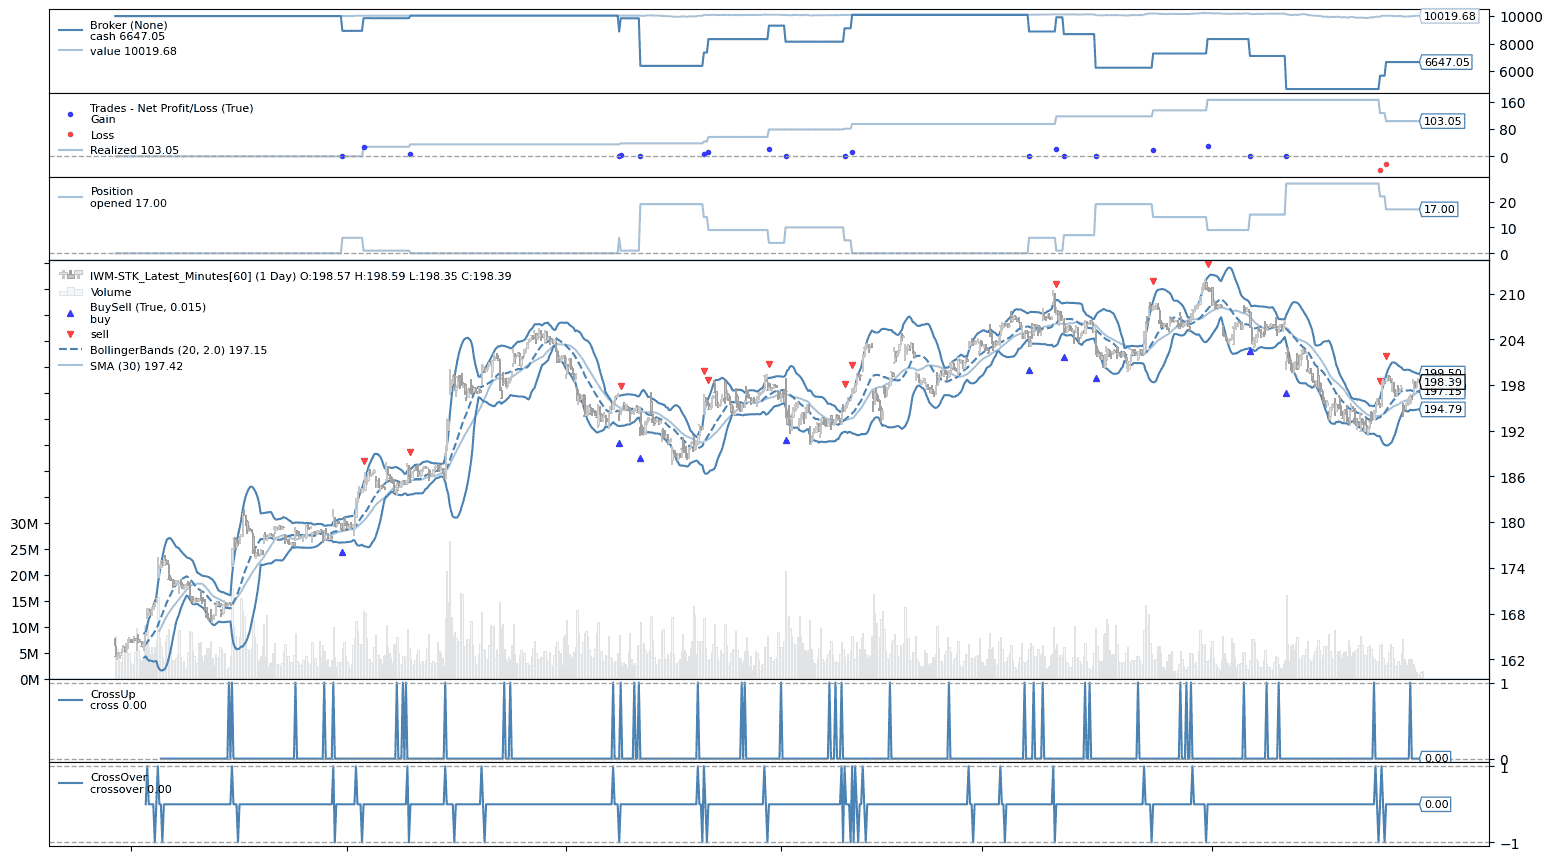 Broker (None)
cash 6647.05
value 10019.68
10019.68
10000
8000
6647.05
6000
Trades - Net Profit/Loss (True)
Gain
Loss
Realized 103.05
160
103.05
80
0
Position
opened 17.00
20
17.00
10
0
IWM-STK_Latest_Minutes[60] (1 Day) O:198.57 H:198.59 L:198.35 C:198.39
Volume
BuySell (True, 0.015)
buy
sell
BollingerBands (20, 2.0) 197.15
SMA (30) 197.42
210
204
199.50
198.39
198
197.15
194.79
192
186
180
174
168
162
30M
25M
20M
15M
10M
5M
0M
CrossUp
cross 0.00
1
0.00
0
CrossOver
crossover 0.00
1
0.00
−1